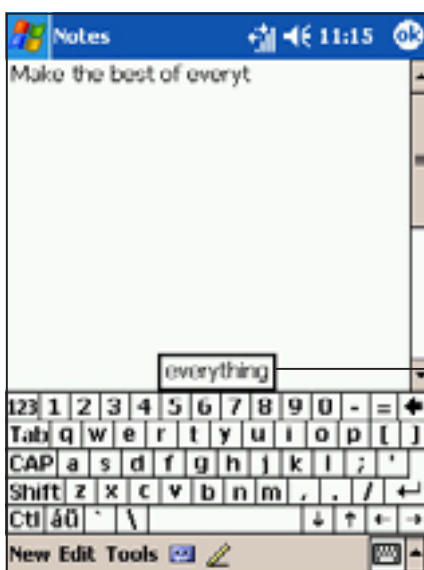 Notes 11:15 ok
Make the best of everyt
everything
123 1 2 3 4 5 6 7 8 9 0 - =
Tab q w e r t y u i o p [ ]
CAP a s d f g h j k l ; '
Shift z x c v b n m , . /
Ctl áü ` \
New Edit Tools